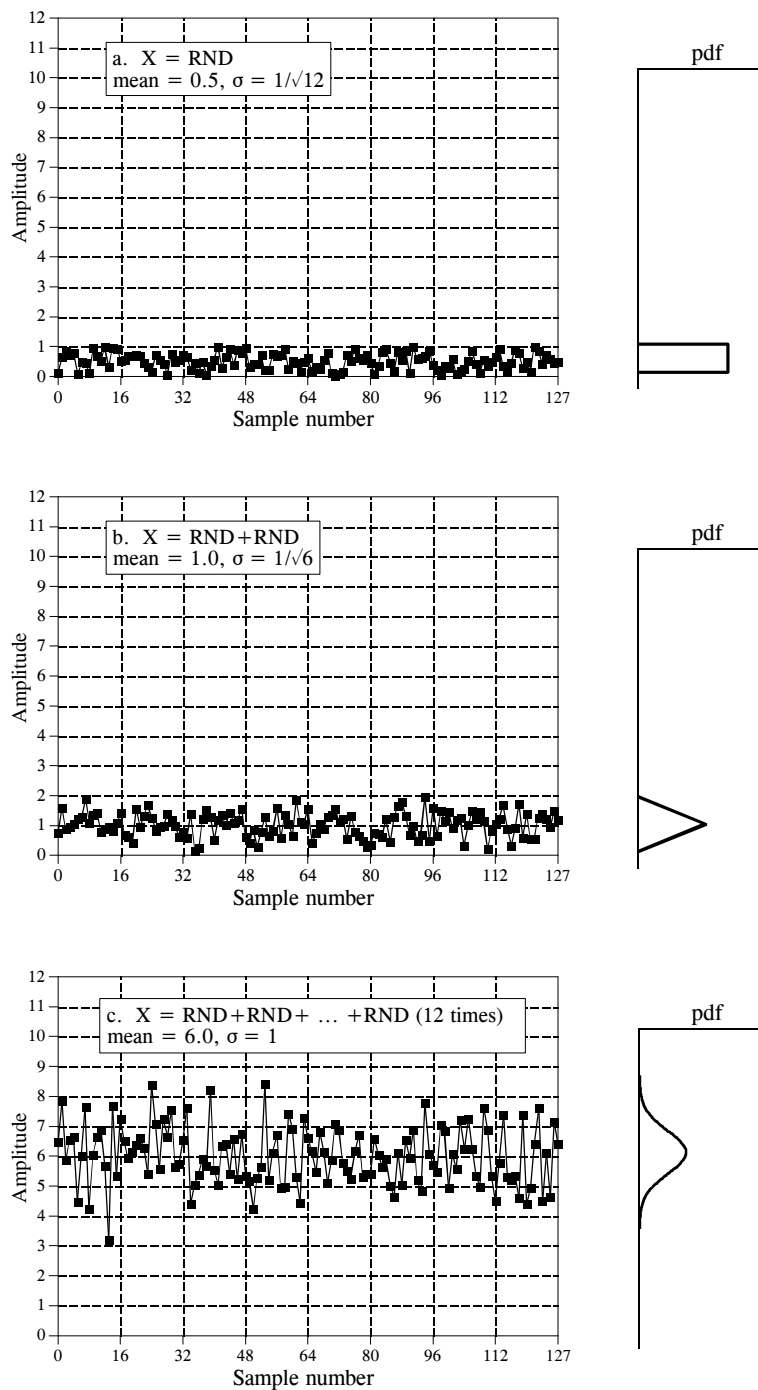 12
11
10
9
8
7
6
5
4
3
2
1
0
Amplitude
a. X = RND
mean = 0.5, σ = 1/√12
0 16 32 48 64 80 96 112 127
Sample number
pdf
12
11
10
9
8
7
6
5
4
3
2
1
0
Amplitude
b. X = RND+RND
mean = 1.0, σ = 1/√6
0 16 32 48 64 80 96 112 127
Sample number
pdf
12
11
10
9
8
7
6
5
4
3
2
1
0
Amplitude
c. X = RND+RND+ ... +RND (12 times)
mean = 6.0, σ = 1
0 16 32 48 64 80 96 112 127
Sample number
pdf